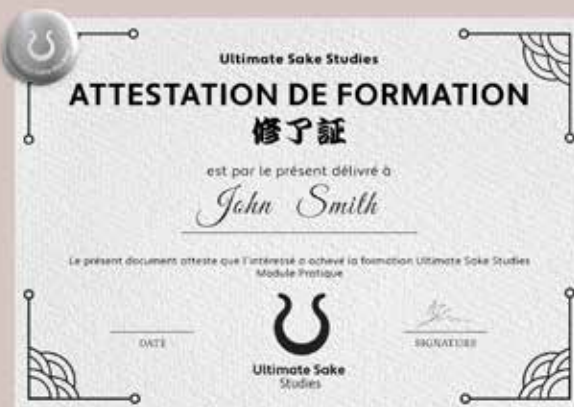 Ultimate Sake Studies
ATTESTATION DE FORMATION
修了証
est par le présent délivré à
John Smith
Le présent document atteste que l'intéressé a achevé la formation Ultimate Sake Studies
Module Pratique
DATE
SIGNATURE
Ultimate Sake
Studies